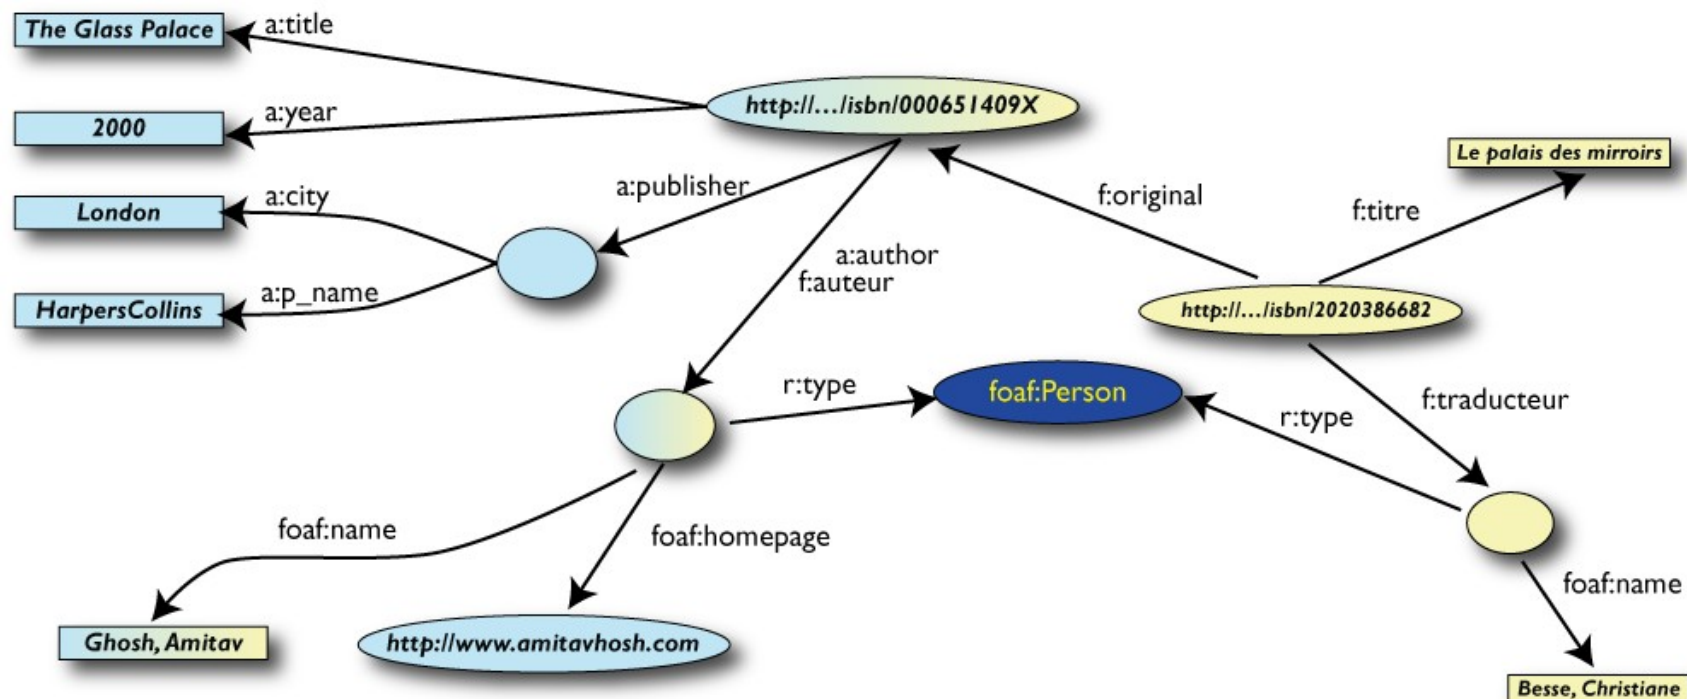 The Glass Palace
a:title
http://…/isbn/000651409X
a:year
2000
Le palais des mirroirs
a:publisher
f:original
f:titre
London
a:city
a:author
f:auteur
a:p_name
HarpersCollins
http://…/isbn/2020386682
r:type
foaf:Person
r:type
f:traducteur
foaf:name
foaf:homepage
foaf:name
Ghosh, Amitav
http://www.amitavhosh.com
Besse, Christiane